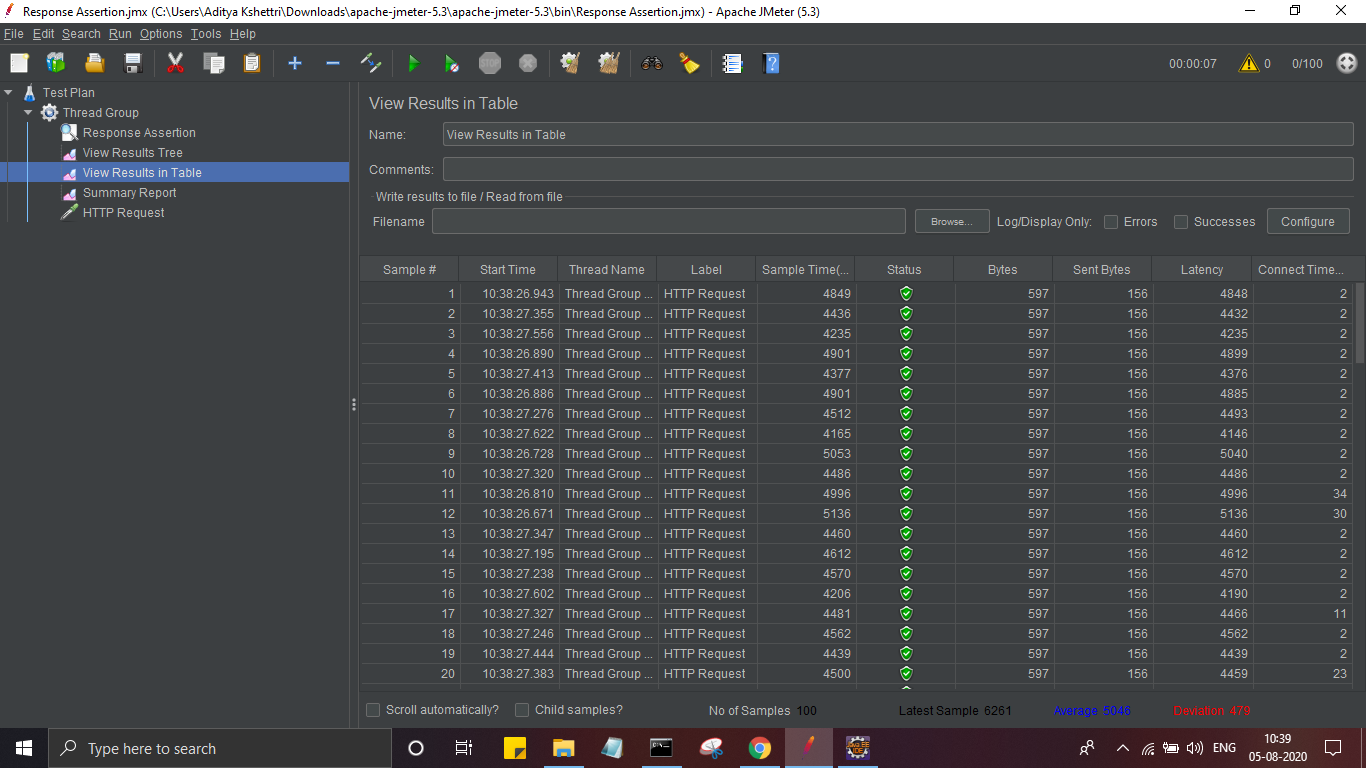 Response Assertion.jmx (C:\Users\Aditya Kshettri\Downloads\apache-jmeter-5.3\apache-jmeter-5.3\bin\Response Assertion.jmx) - Apache JMeter (5.3)
File Edit Search Run Options Tools Help
STOP 00:00:07 0 0/100
Test Plan
Thread Group
Response Assertion
View Results Tree
View Results in Table
Summary Report
HTTP Request
View Results in Table
Name: View Results in Table
Comments:
Write results to file / Read from file
Filename Browse... Log/Display Only: Errors Successes Configure
Sample # Start Time Thread Name Label Sample Time(... Status Bytes Sent Bytes Latency Connect Time...
1 10:38:26.943 Thread Group ... HTTP Request 4849 597 156 4848 2
2 10:38:27.355 Thread Group ... HTTP Request 4436 597 156 4432 2
3 10:38:27.556 Thread Group ... HTTP Request 4235 597 156 4235 2
4 10:38:26.890 Thread Group ... HTTP Request 4901 597 156 4899 2
5 10:38:27.413 Thread Group ... HTTP Request 4377 597 156 4376 2
6 10:38:26.886 Thread Group ... HTTP Request 4901 597 156 4885 2
7 10:38:27.276 Thread Group ... HTTP Request 4512 597 156 4493 2
8 10:38:27.622 Thread Group ... HTTP Request 4165 597 156 4146 2
9 10:38:26.728 Thread Group ... HTTP Request 5053 597 156 5040 2
10 10:38:27.320 Thread Group ... HTTP Request 4486 597 156 4486 2
11 10:38:26.810 Thread Group ... HTTP Request 4996 597 156 4996 34
12 10:38:26.671 Thread Group ... HTTP Request 5136 597 156 5136 30
13 10:38:27.347 Thread Group ... HTTP Request 4460 597 156 4460 2
14 10:38:27.195 Thread Group ... HTTP Request 4612 597 156 4612 2
15 10:38:27.238 Thread Group ... HTTP Request 4570 597 156 4570 2
16 10:38:27.602 Thread Group ... HTTP Request 4206 597 156 4190 2
17 10:38:27.327 Thread Group ... HTTP Request 4481 597 156 4466 11
18 10:38:27.246 Thread Group ... HTTP Request 4562 597 156 4562 2
19 10:38:27.444 Thread Group ... HTTP Request 4439 597 156 4439 2
20 10:38:27.383 Thread Group ... HTTP Request 4500 597 156 4459 23
Scroll automatically? Child samples? No of Samples 100 Latest Sample 6261 Average 5046 Deviation 479
Type here to search ENG 10:39
05-08-2020